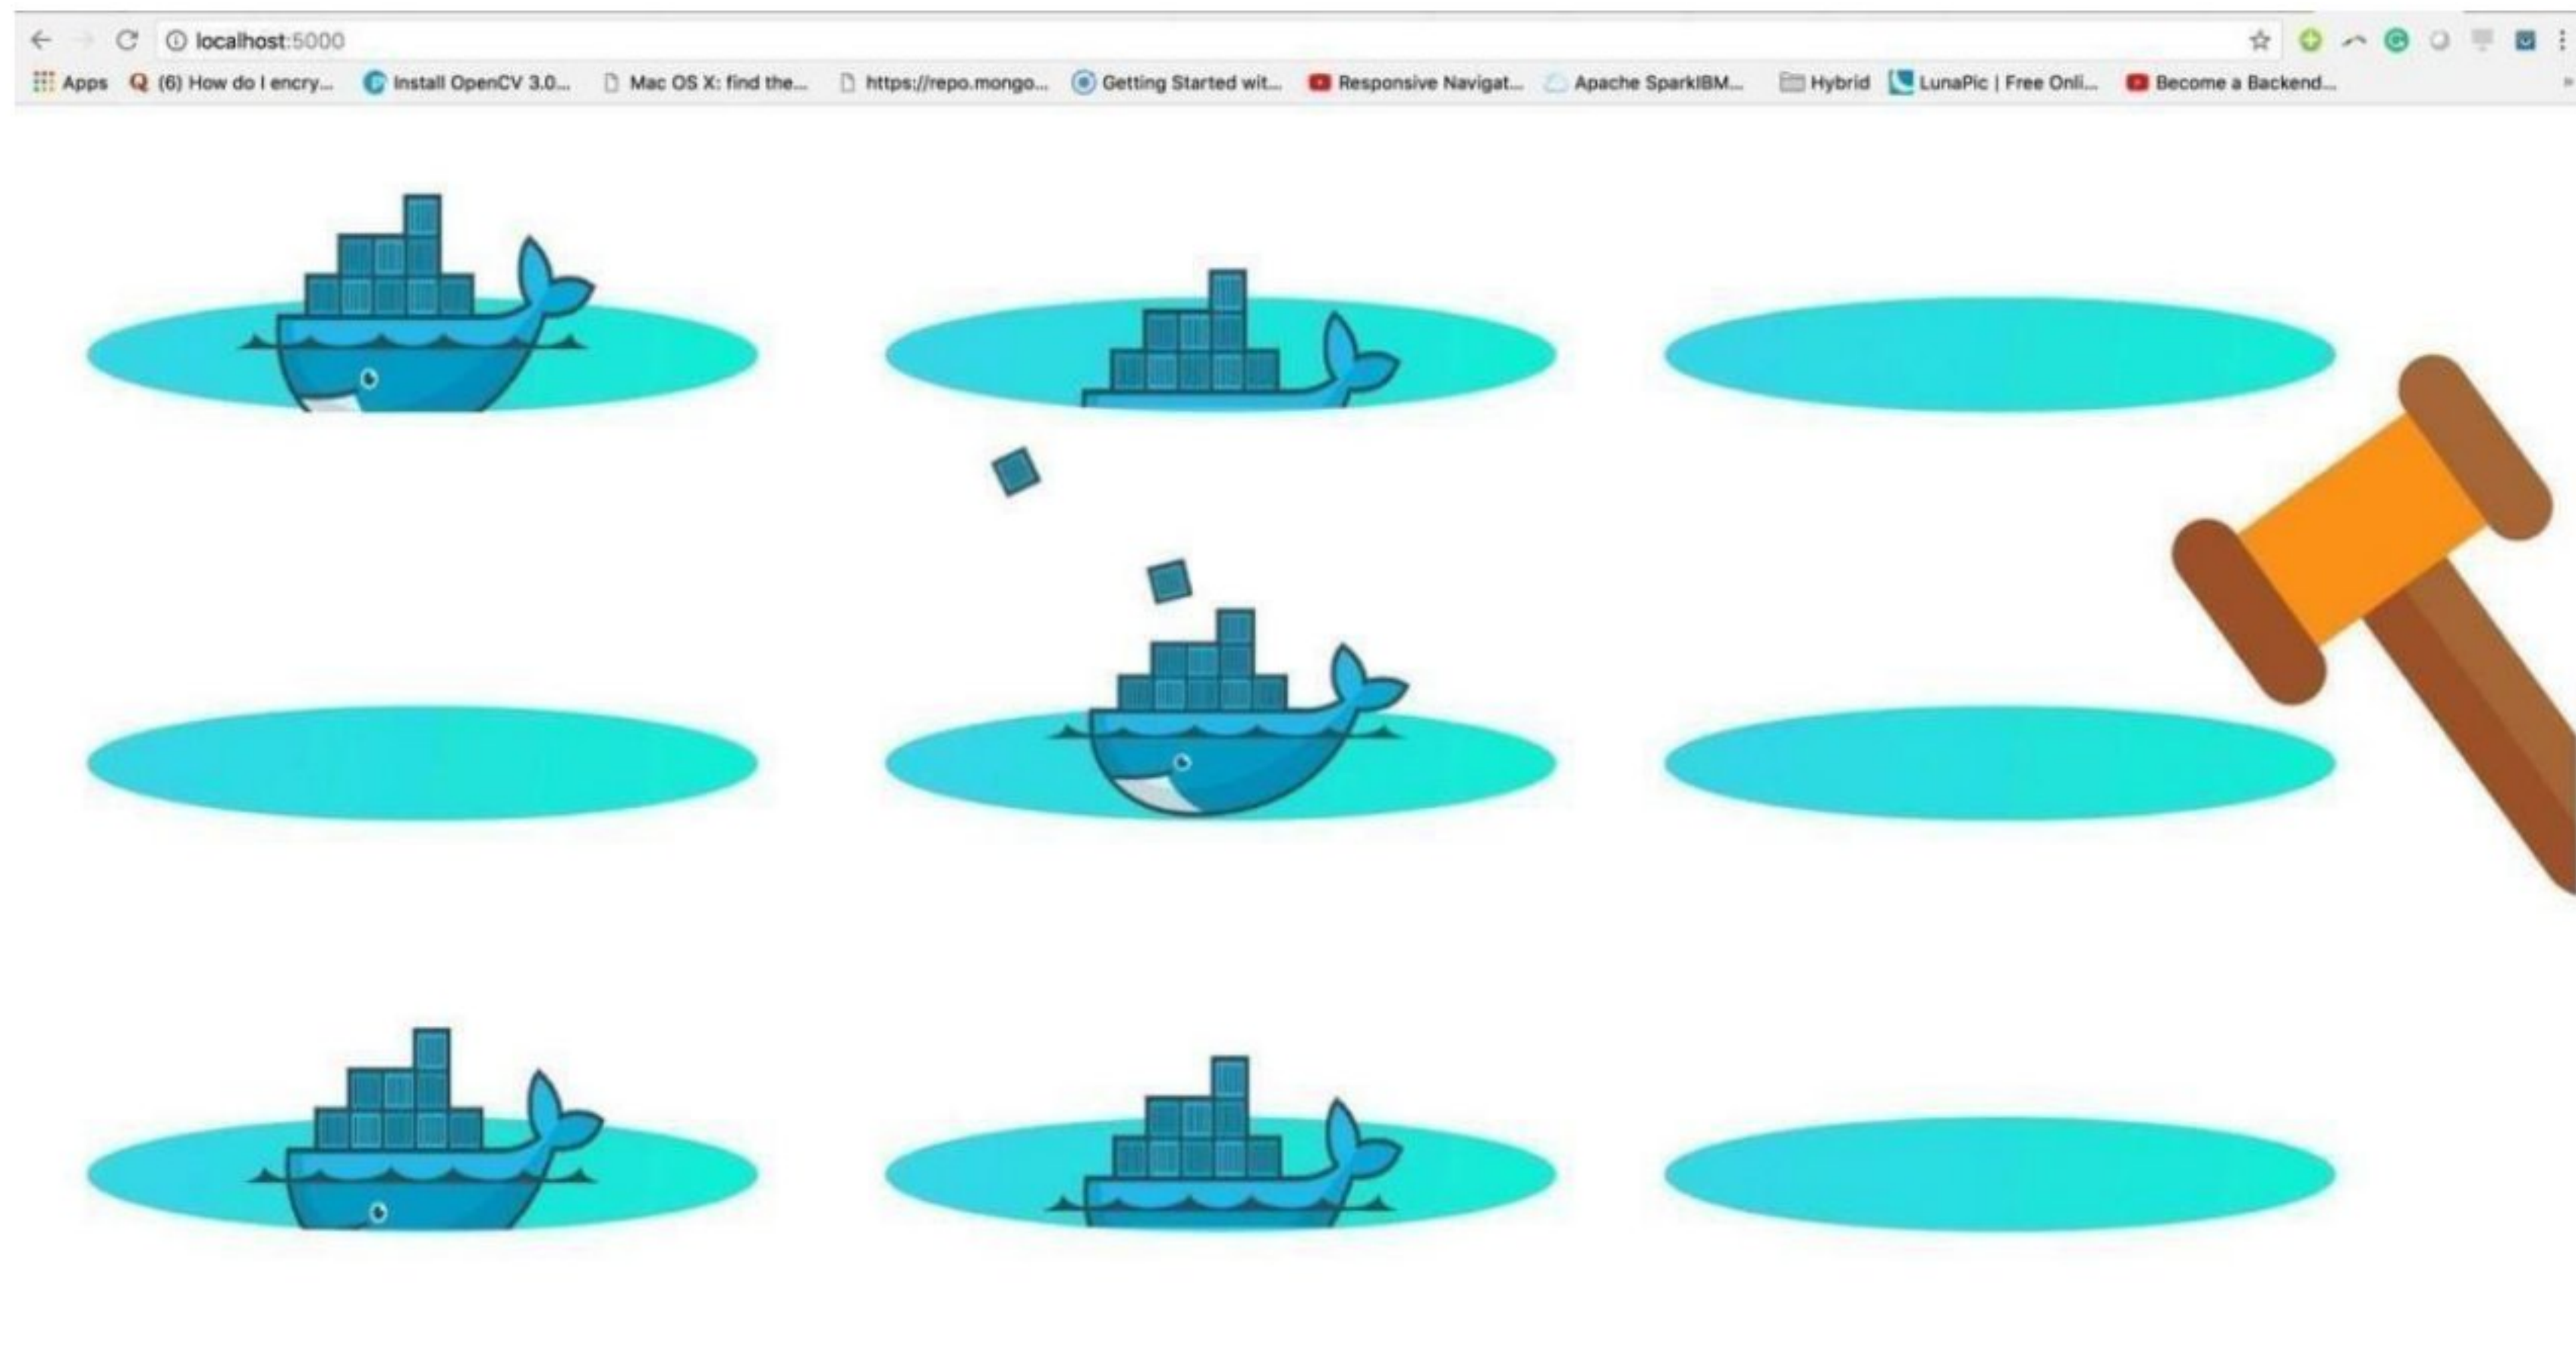 localhost:5000
Apps (6) How do I encry... Install OpenCV 3.0... Mac OS X: find the... https://repo.mongo... Getting Started wit... Responsive Navigat... Apache SparkIBM... Hybrid LunaPic | Free Onli... Become a Backend...